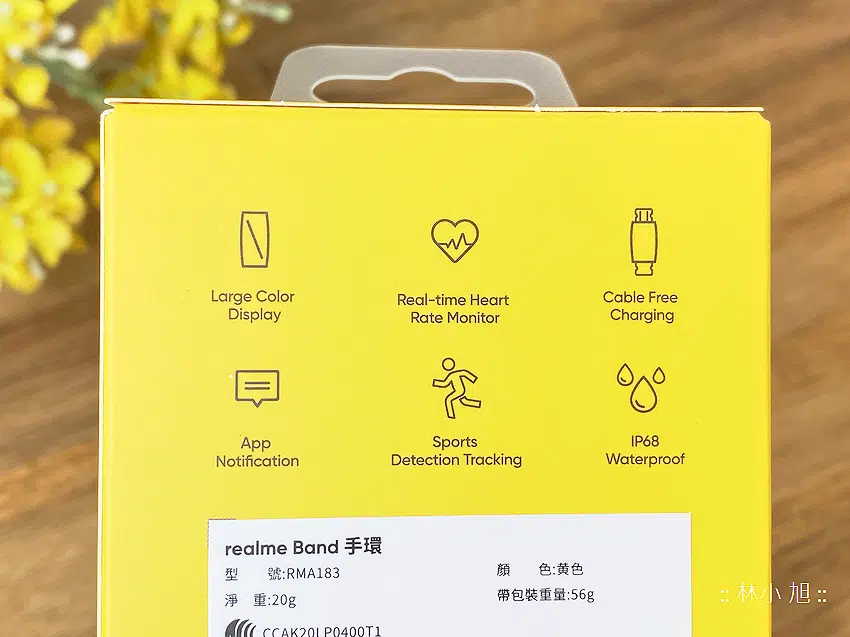 Large Color
Display
Real-time Heart
Rate Monitor
Cable Free
Charging
App
Notification
Sports
Detection Tracking
IP68
Waterproof
realme Band 手環
型 號:RMA183
顏 色:黃色
淨 重:20g
帶包裝重量:56g
CCAK20LP0400T1
:: 林小旭 ::